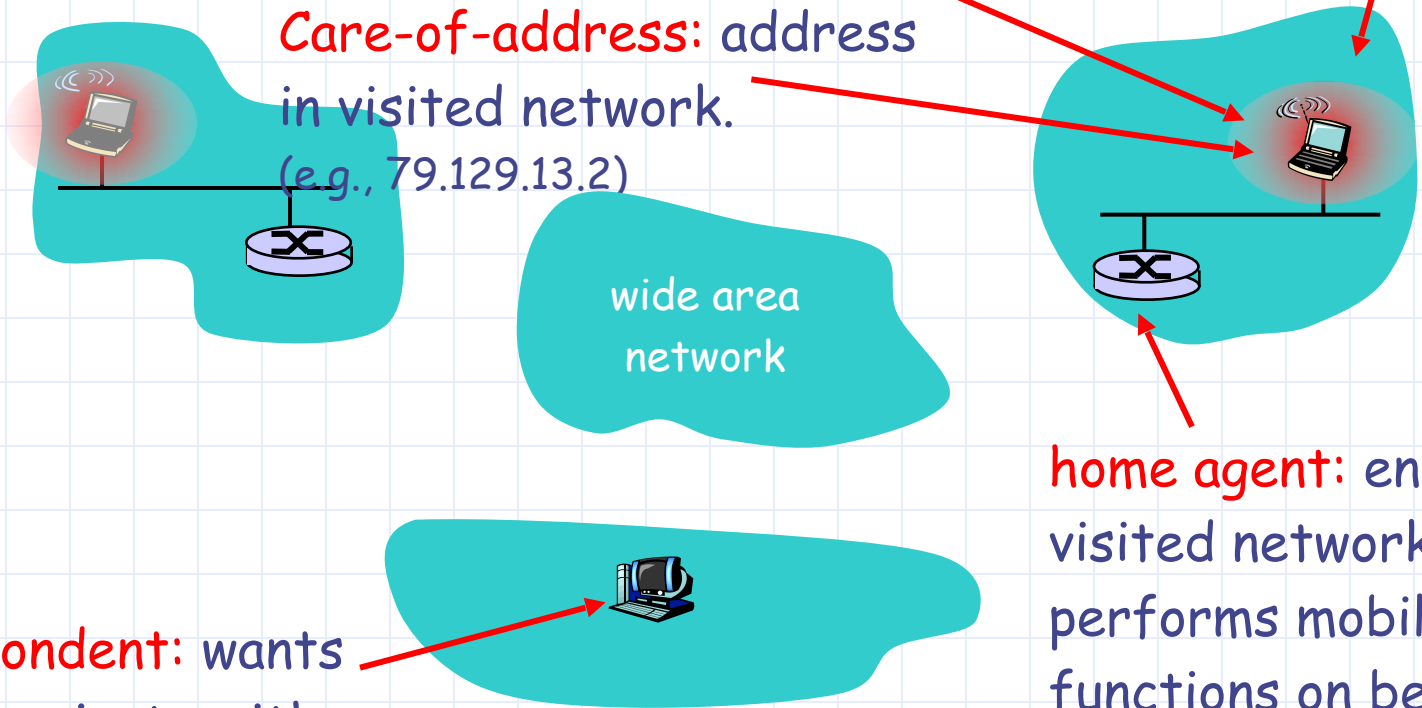 Care-of-address: address
in visited network.
(e.g., 79.129.13.2)
wide area
network
home agent: en
visited network
performs mobil
functions on be
ondent: wants